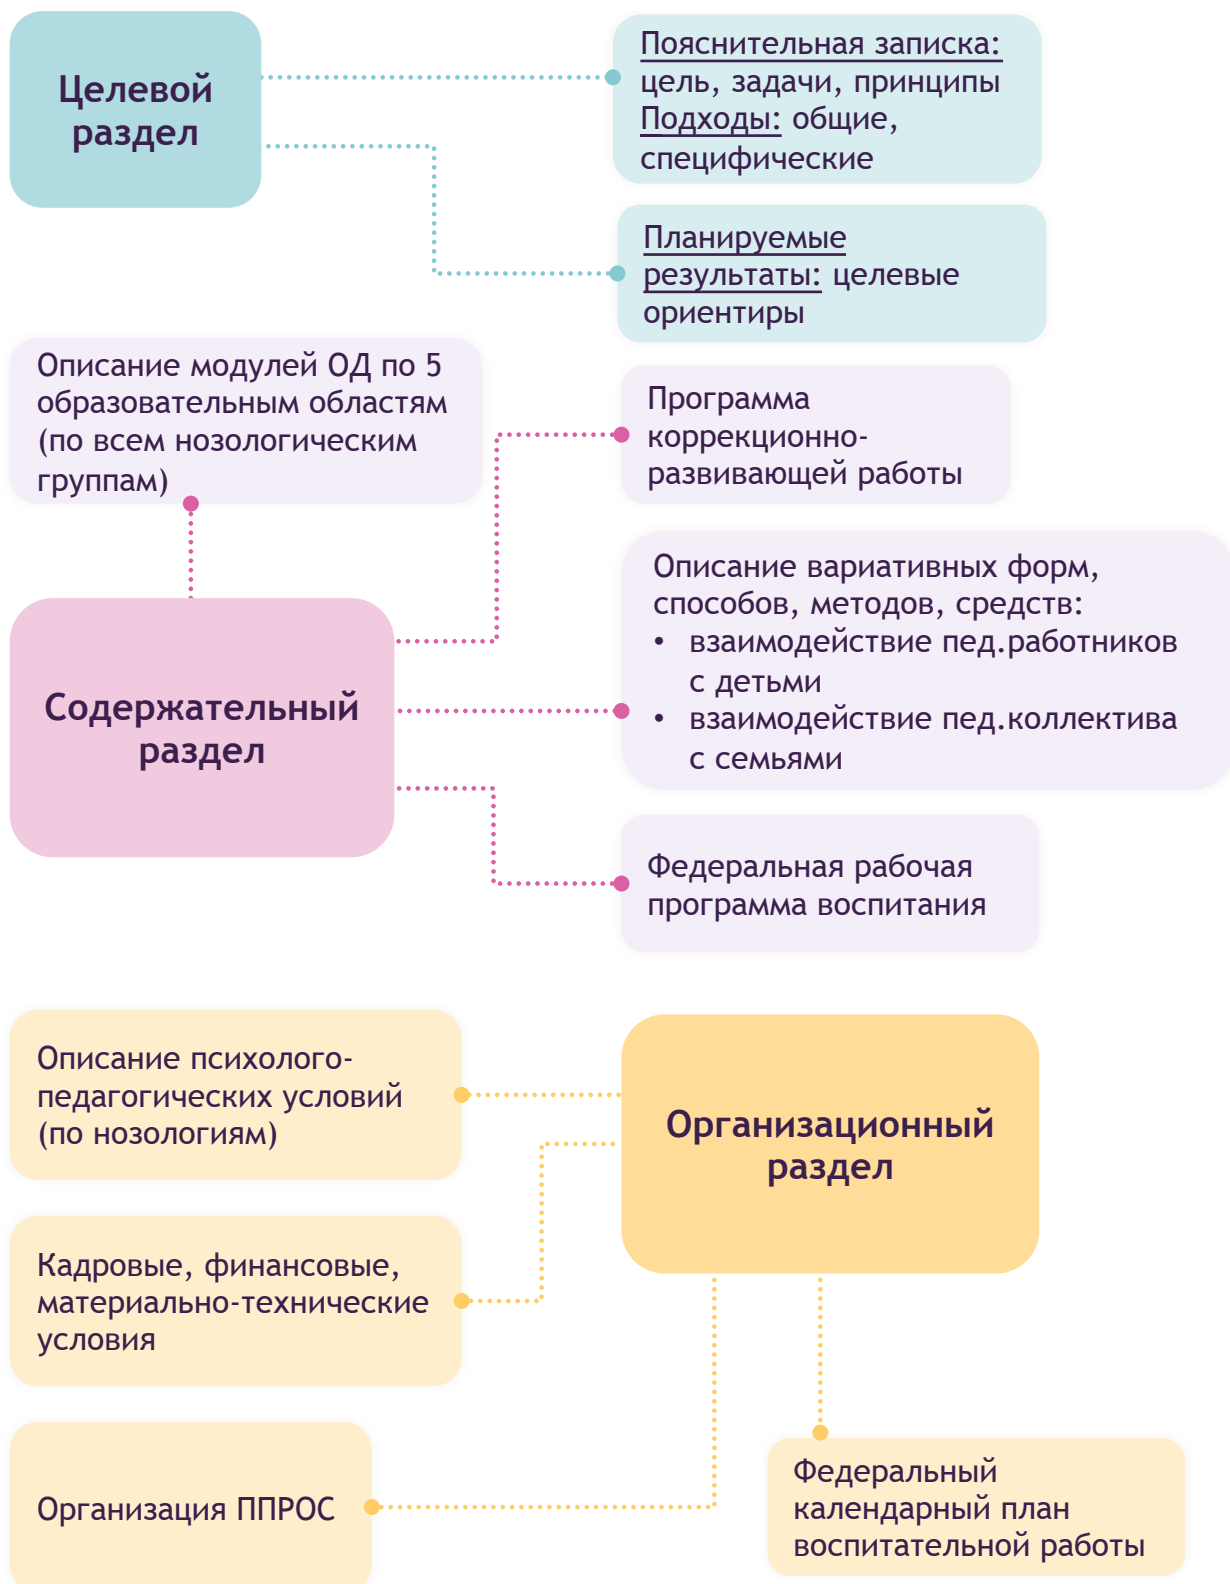 Целевой
раздел
Пояснительная записка:
цель, задачи, принципы
Подходы: общие,
специфические
Планируемые
результаты: целевые
ориентиры
Описание модулей ОД по 5
образовательным областям
(по всем нозологическим
группам)
Программа
коррекционно-
развивающей работы
Содержательный
раздел
Описание вариативных форм,
способов, методов, средств:
• взаимодействие пед.работников
с детьми
• взаимодействие пед.коллектива
с семьями
Федеральная рабочая
программа воспитания
Описание психолого-
педагогических условий
(по нозологиям)
Организационный
раздел
Кадровые, финансовые,
материально-технические
условия
Организация ППРОС
Федеральный
календарный план
воспитательной работы